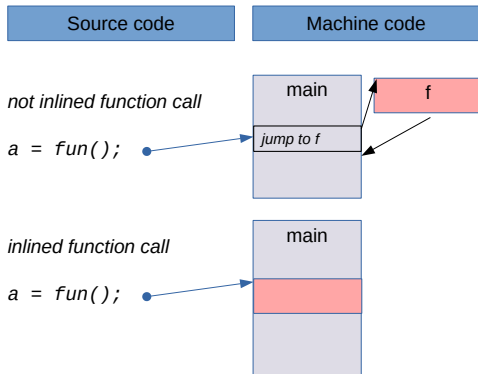 Source code
Machine code
not inlined function call
main
f
a = fun();
jump to f
inlined function call
main
a = fun();